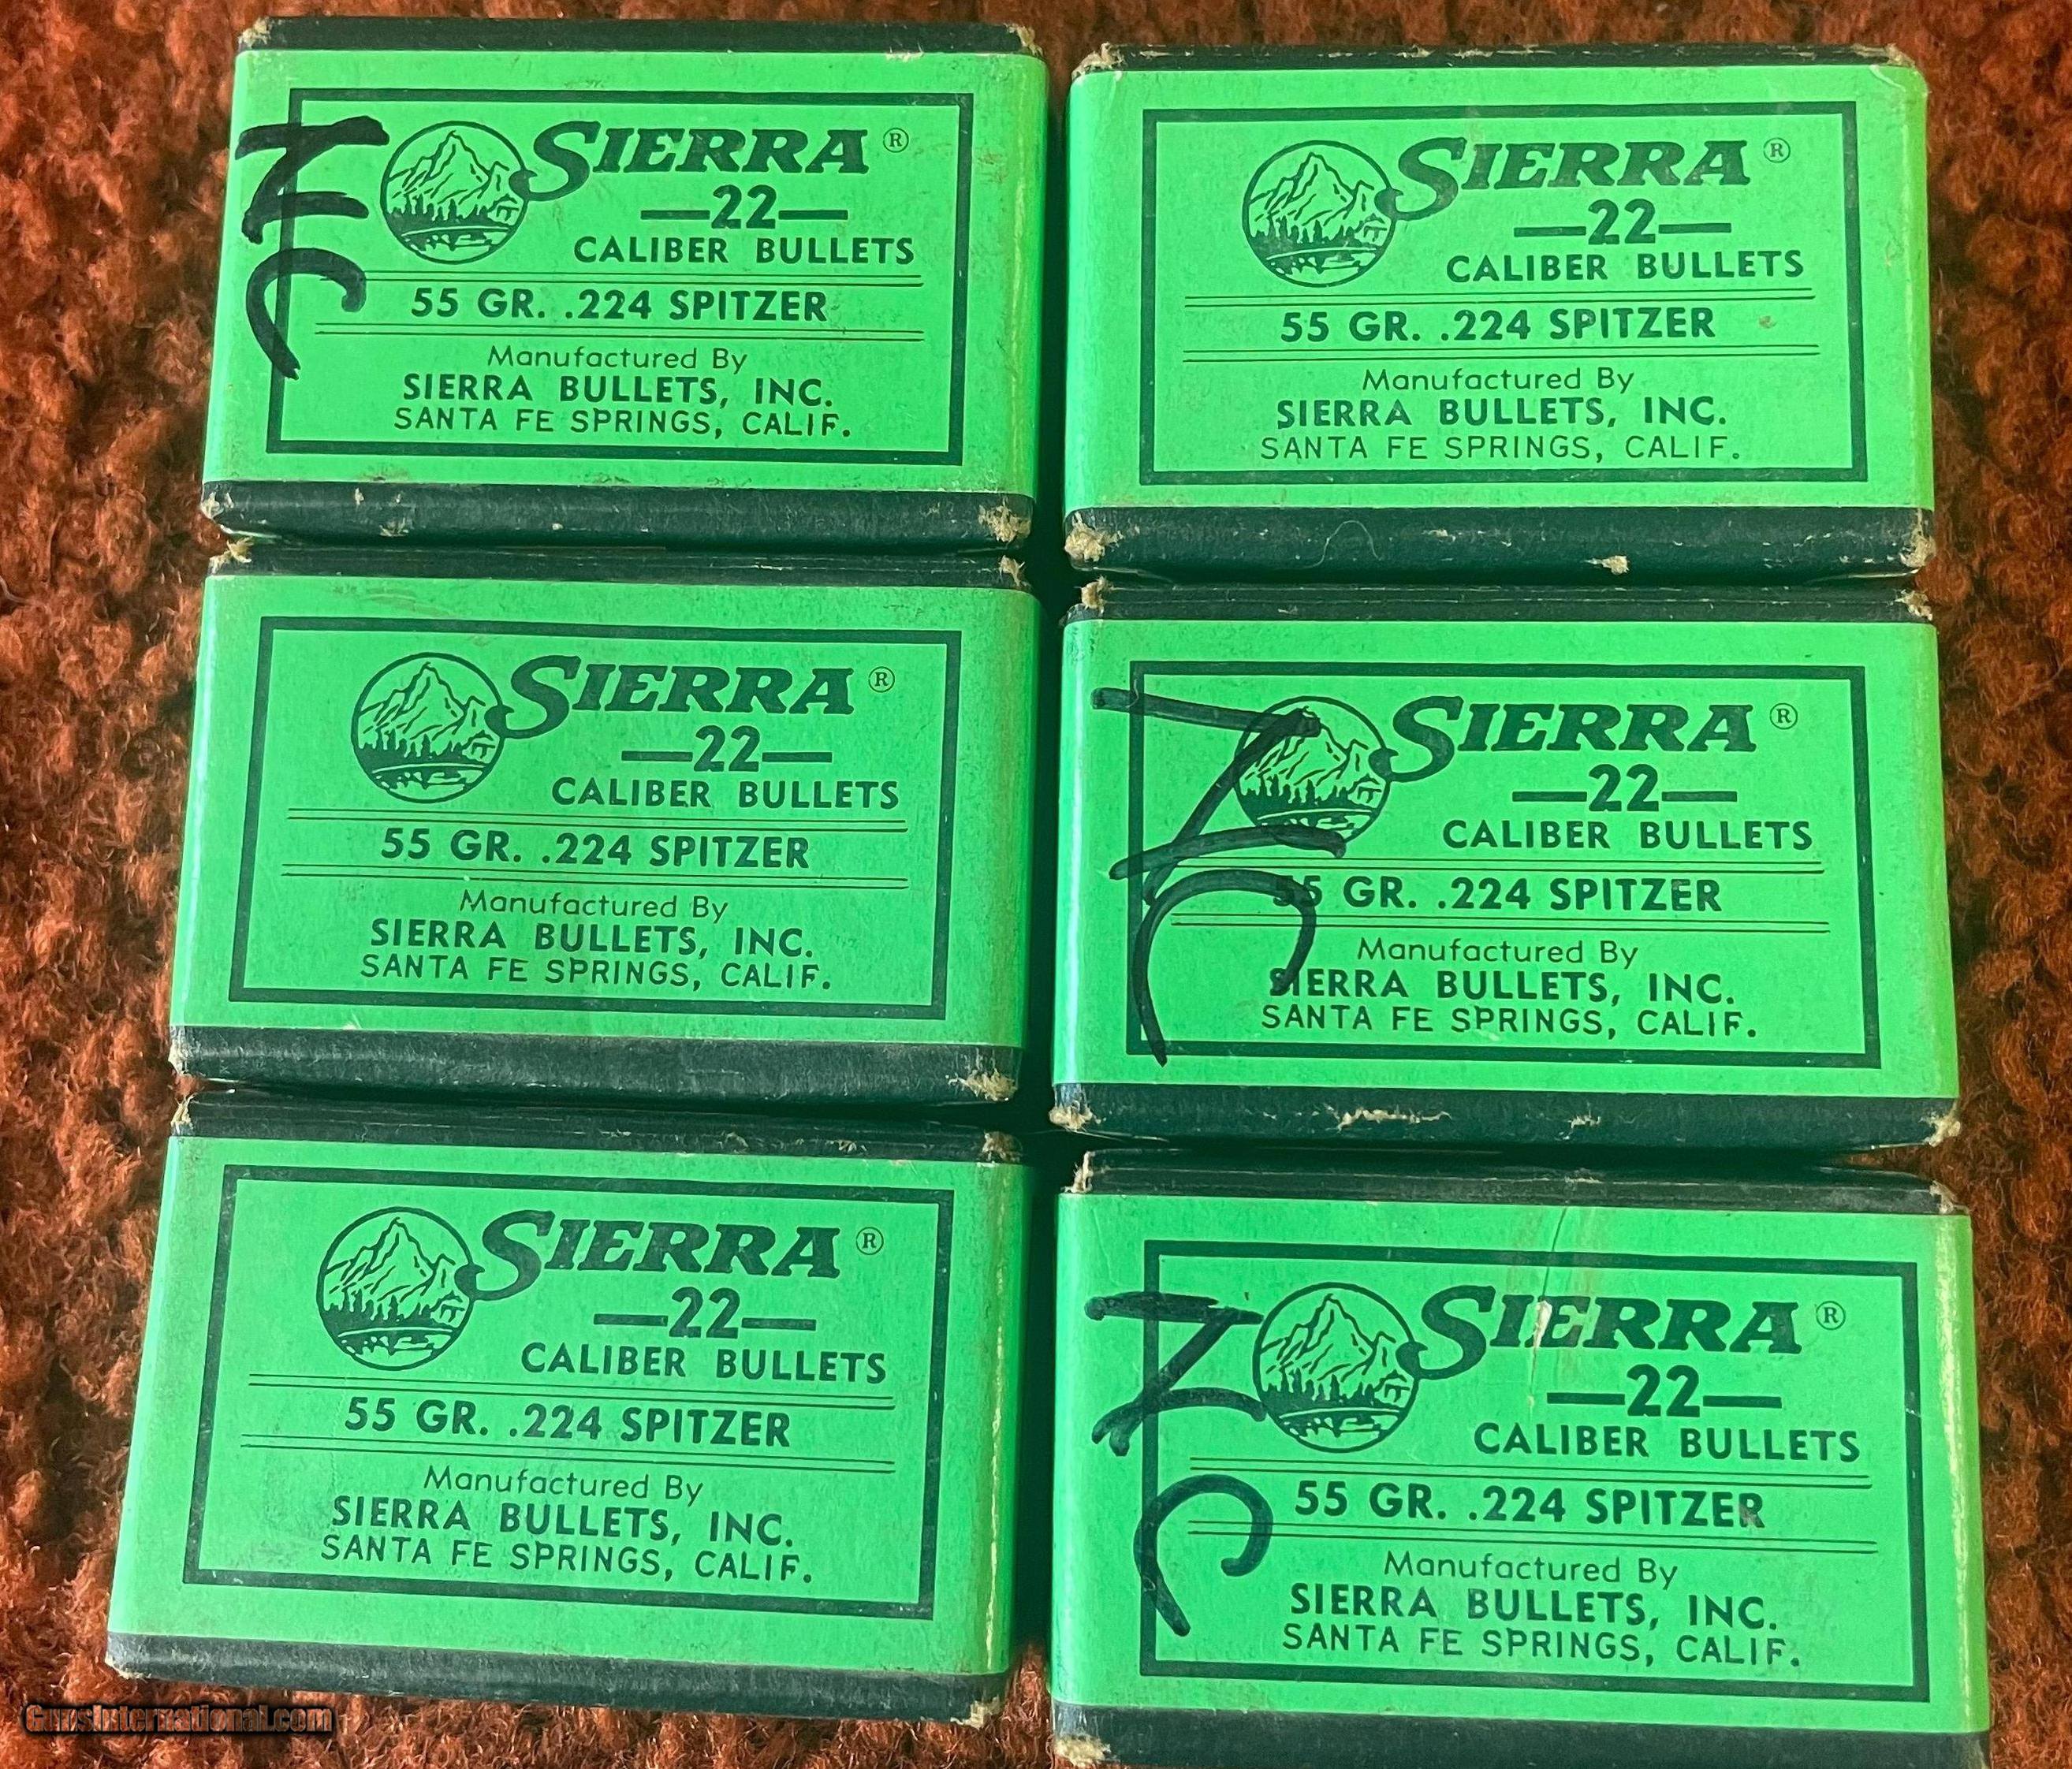 SIERRA®
—22—
CALIBER BULLETS
55 GR. .224 SPITZER
Manufactured By
SIERRA BULLETS, INC.
SANTA FE SPRINGS, CALIF.
SIERRA®
—22—
CALIBER BULLETS
55 GR. .224 SPITZER
Manufactured By
SIERRA BULLETS, INC.
SANTA FE SPRINGS, CALIF.
SIERRA®
—22—
CALIBER BULLETS
55 GR. .224 SPITZER
Manufactured By
SIERRA BULLETS, INC.
SANTA FE SPRINGS, CALIF.
SIERRA®
—22—
CALIBER BULLETS
55 GR. .224 SPITZER
Manufactured By
SIERRA BULLETS, INC.
SANTA FE SPRINGS, CALIF.
SIERRA®
—22—
CALIBER BULLETS
55 GR. .224 SPITZER
Manufactured By
SIERRA BULLETS, INC.
SANTA FE SPRINGS, CALIF.
SIERRA®
—22—
CALIBER BULLETS
55 GR. .224 SPITZER
Manufactured By
SIERRA BULLETS, INC.
SANTA FE SPRINGS, CALIF.
GunsInternational.com